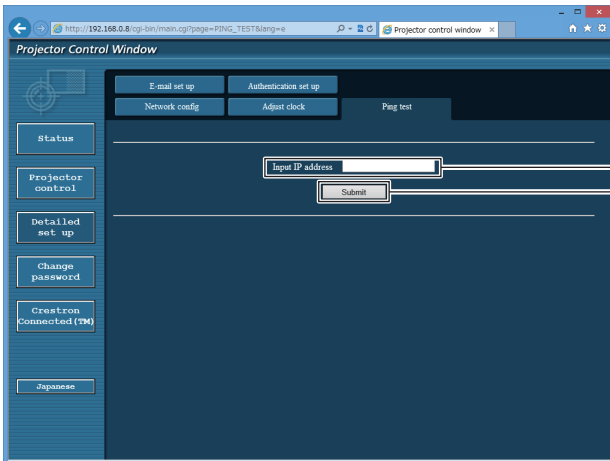 http://192.168.0.8/cgi-bin/main.cgi?page=PING_TEST&lang=e
Projector control window
Projector Control Window
E-mail set up
Authentication set up
Network config
Adjust clock
Ping test
Status
Projector
control
Detailed
set up
Change
password
Crestron
Connected(TM)
Japanese
Input IP address
Submit